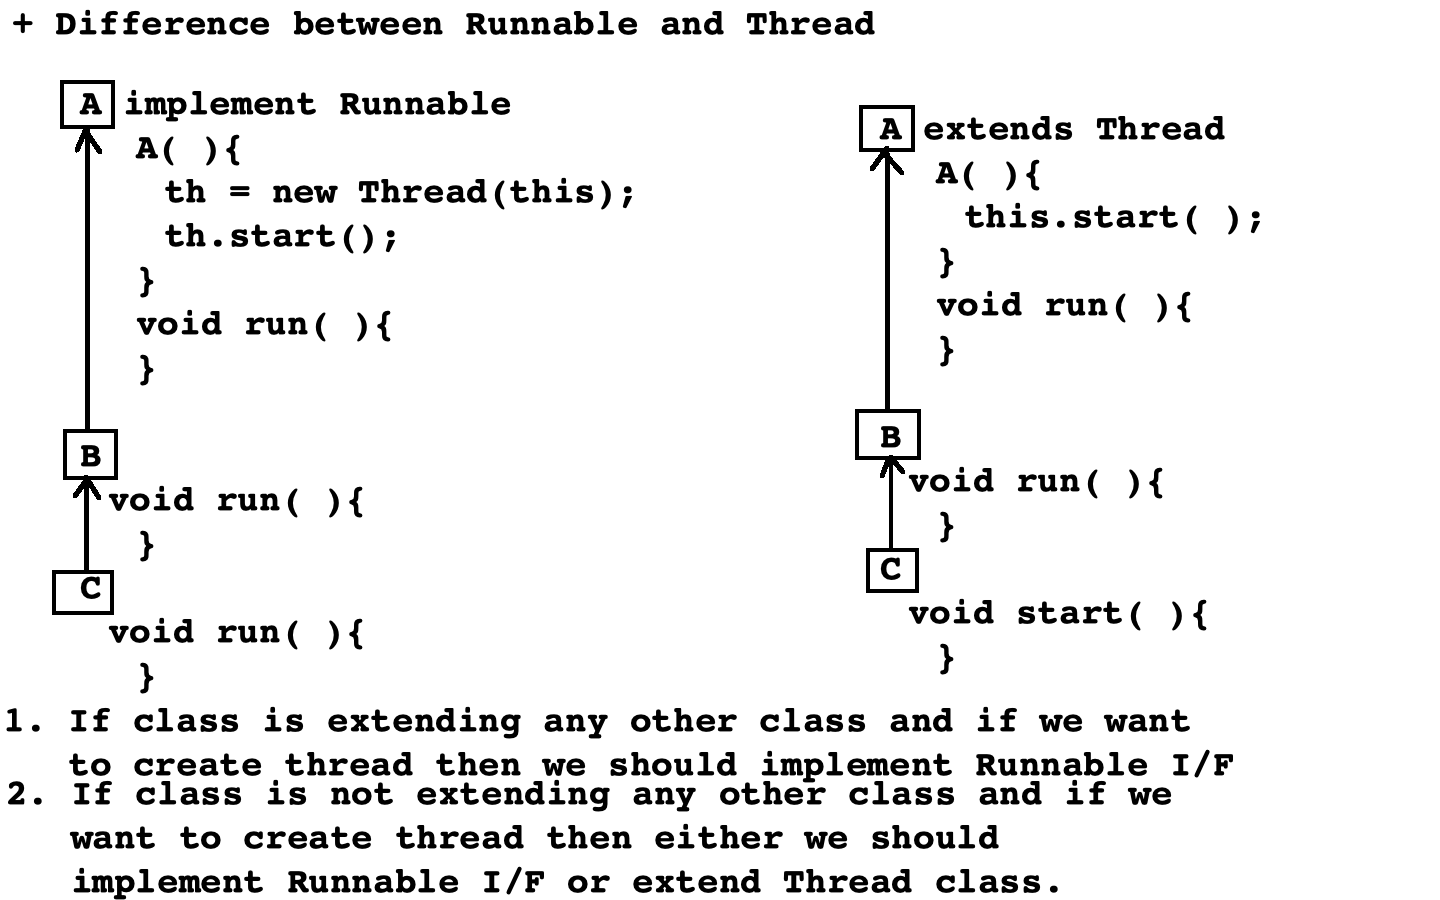 + Difference between Runnable and Thread
A implement Runnable
A( ){
th = new Thread(this);
th.start();
}
void run( ){
}
B
void run( ){
}
C
void run( ){
}
A extends Thread
A( ){
this.start( );
}
void run( ){
}
B
void run( ){
}
C
void start( ){
}
1. If class is extending any other class and if we want
to create thread then we should implement Runnable I/F
2. If class is not extending any other class and if we
want to create thread then either we should
implement Runnable I/F or extend Thread class.